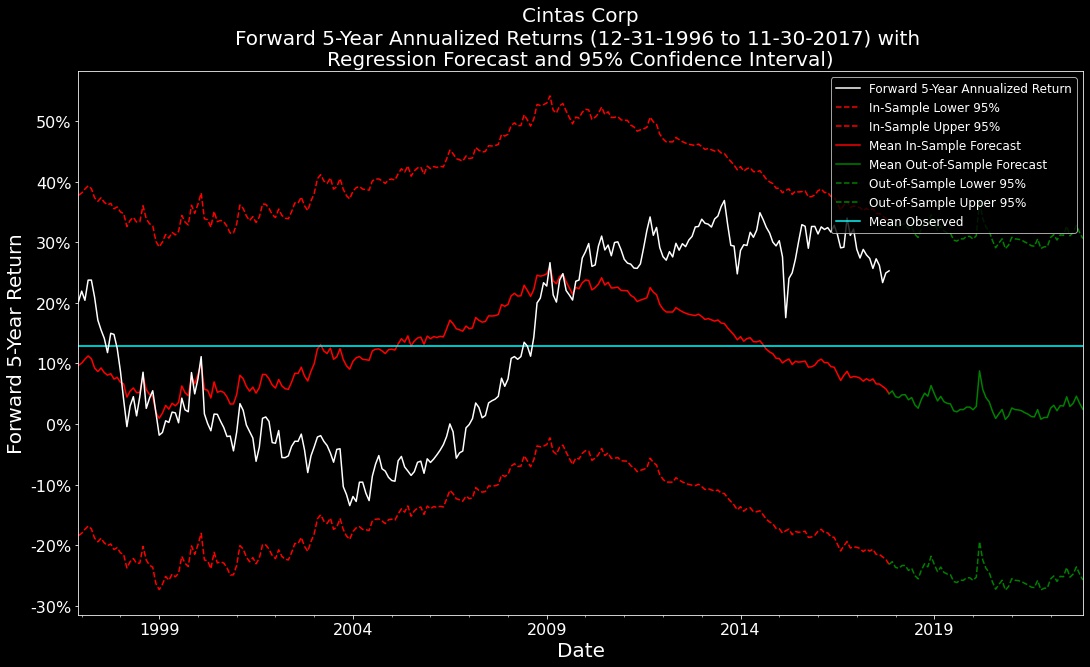 Cintas Corp
Forward 5-Year Annualized Returns (12-31-1996 to 11-30-2017) with
Regression Forecast and 95% Confidence Interval)
Forward 5-Year Annualized Return
In-Sample Lower 95%
In-Sample Upper 95%
Mean In-Sample Forecast
Mean Out-of-Sample Forecast
Out-of-Sample Lower 95%
Out-of-Sample Upper 95%
Mean Observed
Forward 5-Year Return
50%
40%
30%
20%
10%
0%
-10%
-20%
-30%
1999
2004
2009
2014
2019
Date